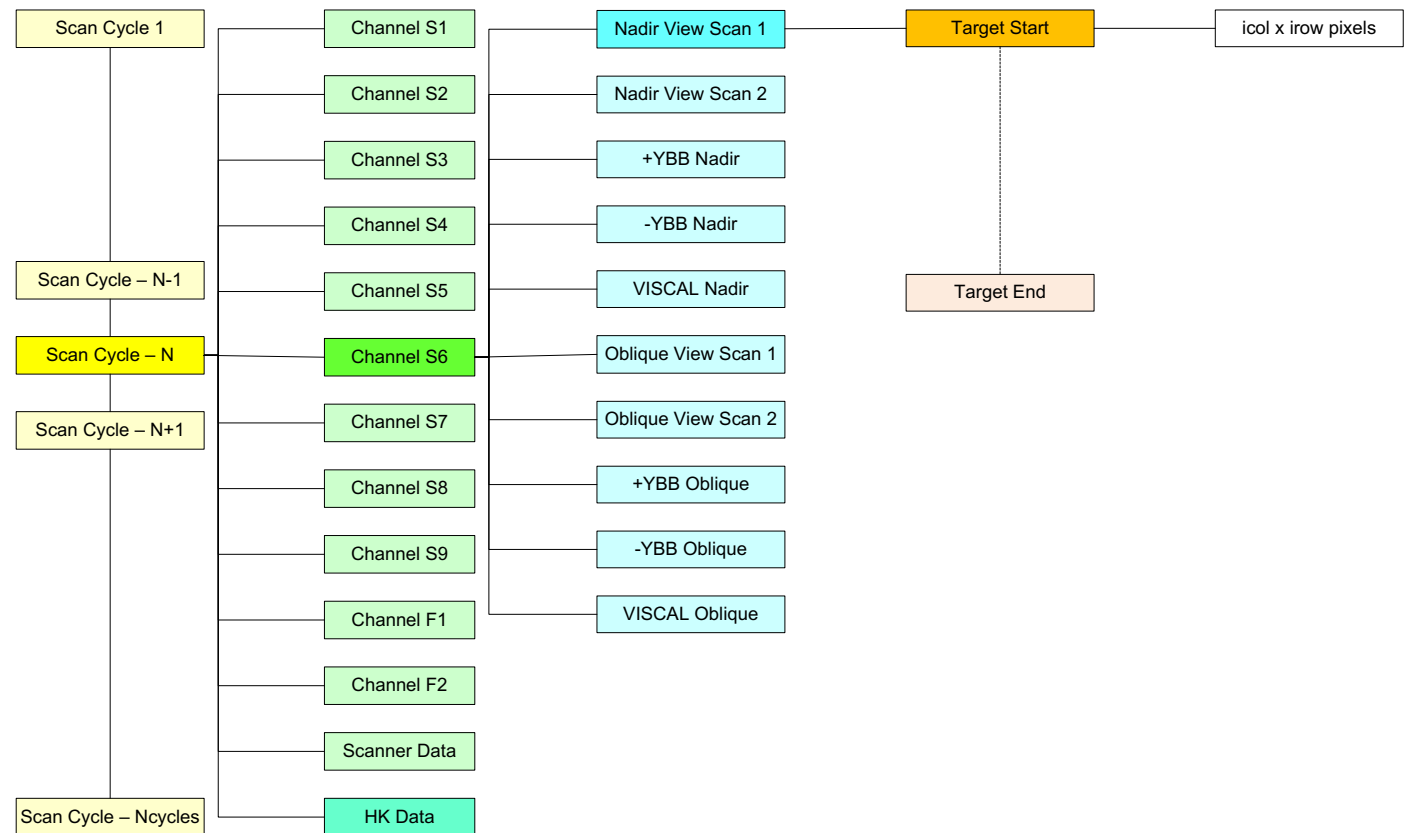 Scan Cycle 1
Scan Cycle – N-1
Scan Cycle – N
Scan Cycle – N+1
Scan Cycle – Ncycles
Channel S1
Channel S2
Channel S3
Channel S4
Channel S5
Channel S6
Channel S7
Channel S8
Channel S9
Channel F1
Channel F2
Scanner Data
HK Data
Nadir View Scan 1
Nadir View Scan 2
+YBB Nadir
-YBB Nadir
VISCAL Nadir
Oblique View Scan 1
Oblique View Scan 2
+YBB Oblique
-YBB Oblique
VISCAL Oblique
Target Start
Target End
icol x irow pixels